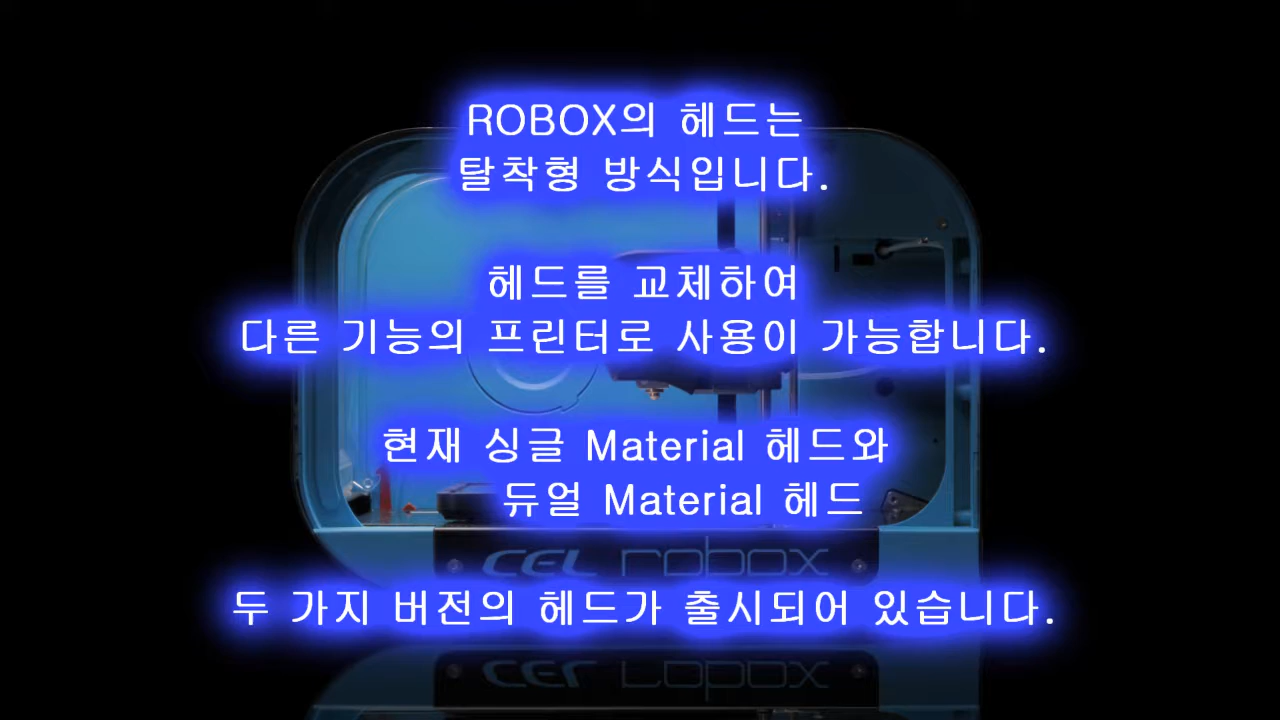 ROBOX의 헤드는
탈착형 방식입니다.
헤드를 교체하여
다른 기능의 프린터로 사용이 가능합니다.
현재 싱글 Material 헤드와
듀얼 Material 헤드
CEL robox
두 가지 버전의 헤드가 출시되어 있습니다.